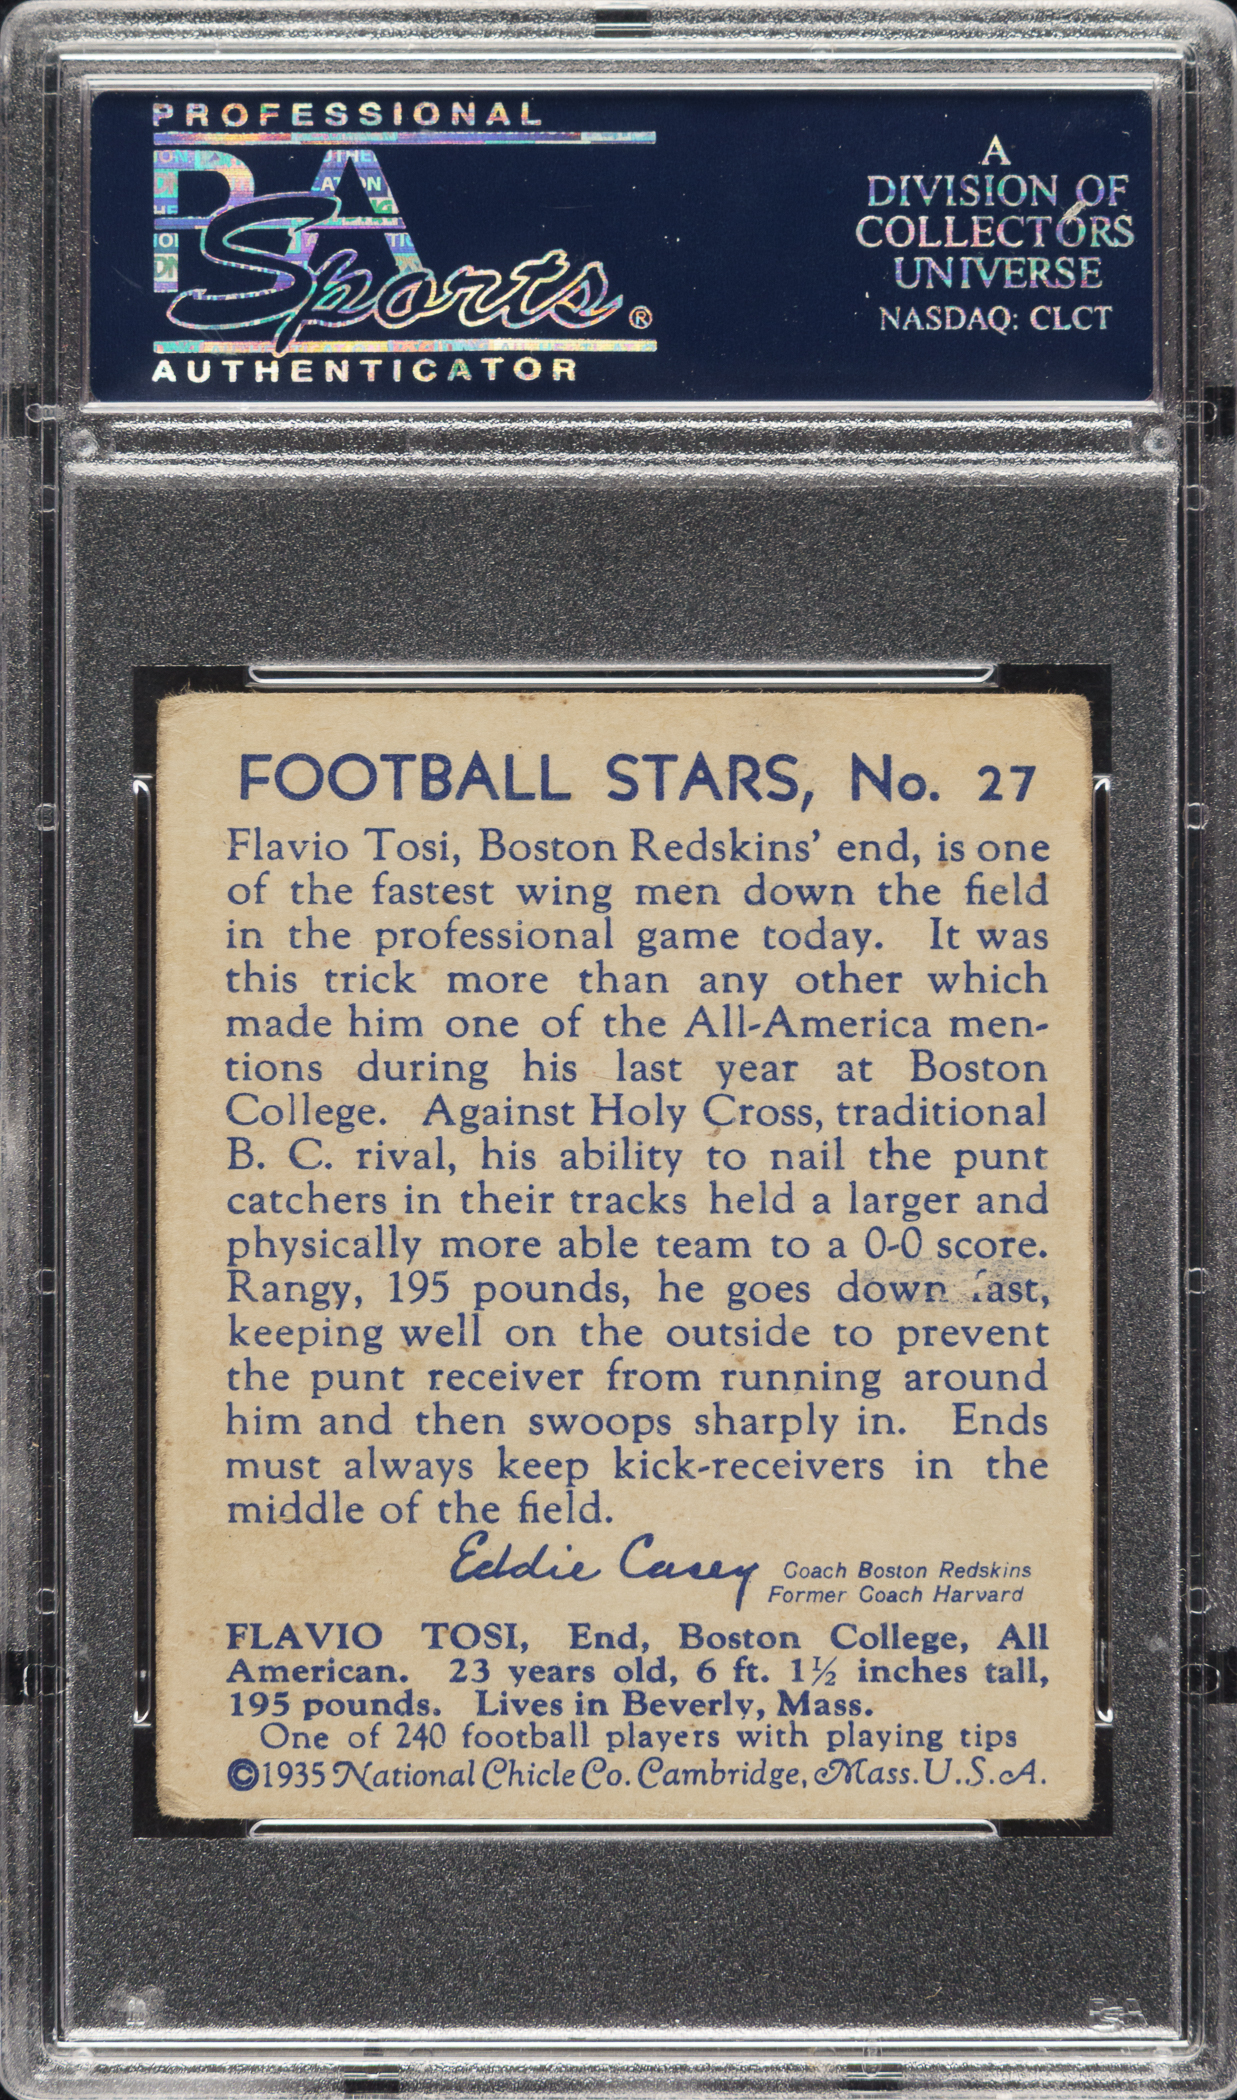 PROFESSIONAL
PSA
Sports®
AUTHENTICATOR
A
DIVISION OF
COLLECTORS
UNIVERSE
NASDAQ: CLCT
FOOTBALL STARS, No. 27
Flavio Tosi, Boston Redskins' end, is one
of the fastest wing men down the field
in the professional game today. It was
this trick more than any other which
made him one of the All-America men-
tions during his last year at Boston
College. Against Holy Cross, traditional
B. C. rival, his ability to nail the punt
catchers in their tracks held a larger and
physically more able team to a 0-0 score.
Rangy, 195 pounds, he goes down fast,
keeping well on the outside to prevent
the punt receiver from running around
him and then swoops sharply in. Ends
must always keep kick-receivers in the
middle of the field.
Eddie Casey
Coach Boston Redskins
Former Coach Harvard
FLAVIO TOSI, End, Boston College, All
American. 23 years old, 6 ft. 1½ inches tall,
195 pounds. Lives in Beverly, Mass.
One of 240 football players with playing tips
©1935 National Chicle Co. Cambridge, Mass. U.S.A.
PSA